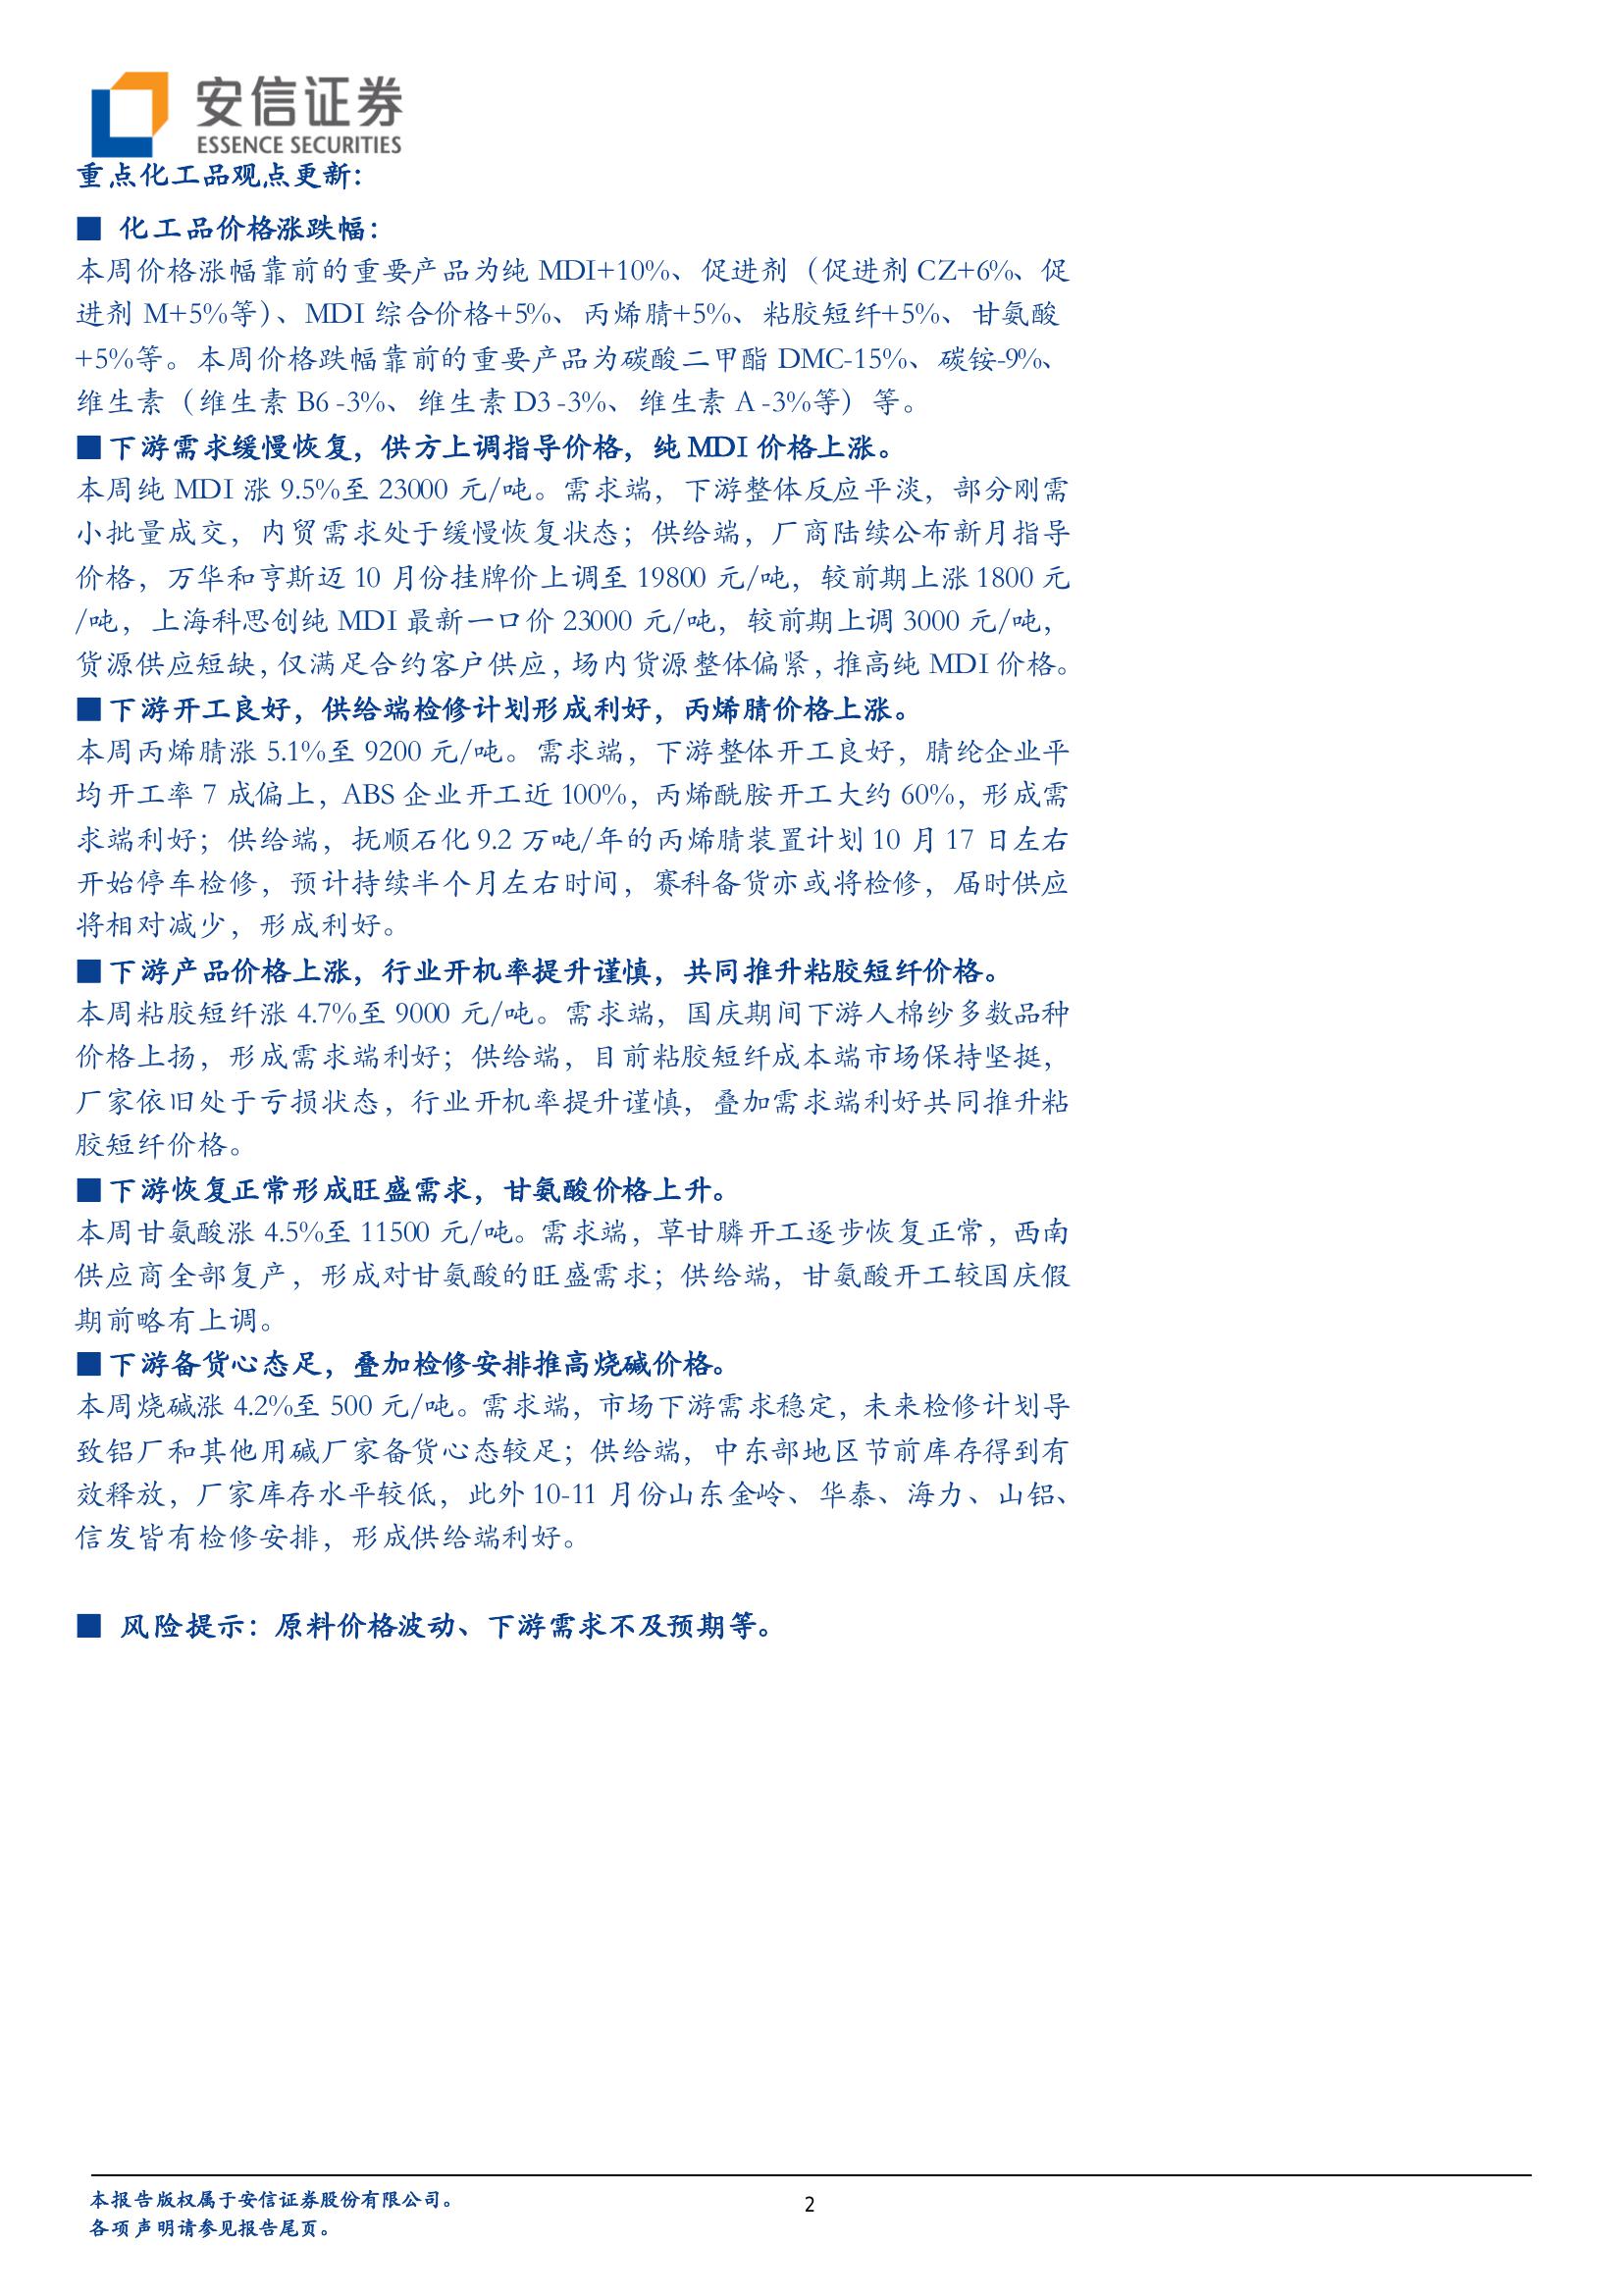 安信证券
ESSENCE SECURITIES
重点化工品观点更新：
■ 化工品价格涨跌幅：
本周价格涨幅靠前的重要产品为纯 MDI+10%、促进剂（促进剂 CZ+6%、促
进剂 M+5%等）、MDI 综合价格+5%、丙烯腈+5%、粘胶短纤+5%、甘氨酸
+5%等。本周价格跌幅靠前的重要产品为碳酸二甲酯 DMC-15%、碳铵-9%、
维生素（维生素 B6 -3%、维生素 D3 -3%、维生素 A -3%等）等。
■下游需求缓慢恢复，供方上调指导价格，纯 MDI 价格上涨。
本周纯 MDI 涨 9.5%至 23000 元/吨。需求端，下游整体反应平淡，部分刚需
小批量成交，内贸需求处于缓慢恢复状态；供给端，厂商陆续公布新月指导
价格，万华和亨斯迈 10 月份挂牌价上调至 19800 元/吨，较前期上涨 1800 元
/吨，上海科思创纯 MDI 最新一口价 23000 元/吨，较前期上调 3000 元/吨，
货源供应短缺，仅满足合约客户供应，场内货源整体偏紧，推高纯 MDI 价格。
■下游开工良好，供给端检修计划形成利好，丙烯腈价格上涨。
本周丙烯腈涨 5.1%至 9200 元/吨。需求端，下游整体开工良好，腈纶企业平
均开工率 7 成偏上，ABS 企业开工近 100%，丙烯酰胺开工大约 60%，形成需
求端利好；供给端，抚顺石化 9.2 万吨/年的丙烯腈装置计划 10 月 17 日左右
开始停车检修，预计持续半个月左右时间，赛科备货亦或将检修，届时供应
将相对减少，形成利好。
■下游产品价格上涨，行业开机率提升谨慎，共同推升粘胶短纤价格。
本周粘胶短纤涨 4.7%至 9000 元/吨。需求端，国庆期间下游人棉纱多数品种
价格上扬，形成需求端利好；供给端，目前粘胶短纤成本端市场保持坚挺，
厂家依旧处于亏损状态，行业开机率提升谨慎，叠加需求端利好共同推升粘
胶短纤价格。
■下游恢复正常形成旺盛需求，甘氨酸价格上升。
本周甘氨酸涨 4.5%至 11500 元/吨。需求端，草甘膦开工逐步恢复正常，西南
供应商全部复产，形成对甘氨酸的旺盛需求；供给端，甘氨酸开工较国庆假
期前略有上调。
■下游备货心态足，叠加检修安排推高烧碱价格。
本周烧碱涨 4.2%至 500 元/吨。需求端，市场下游需求稳定，未来检修计划导
致铝厂和其他用碱厂家备货心态较足；供给端，中东部地区节前库存得到有
效释放，厂家库存水平较低，此外 10-11 月份山东金岭、华泰、海力、山铝、
信发皆有检修安排，形成供给端利好。
■ 风险提示：原料价格波动、下游需求不及预期等。
本报告版权属于安信证券股份有限公司。
各项声明请参见报告尾页。
2